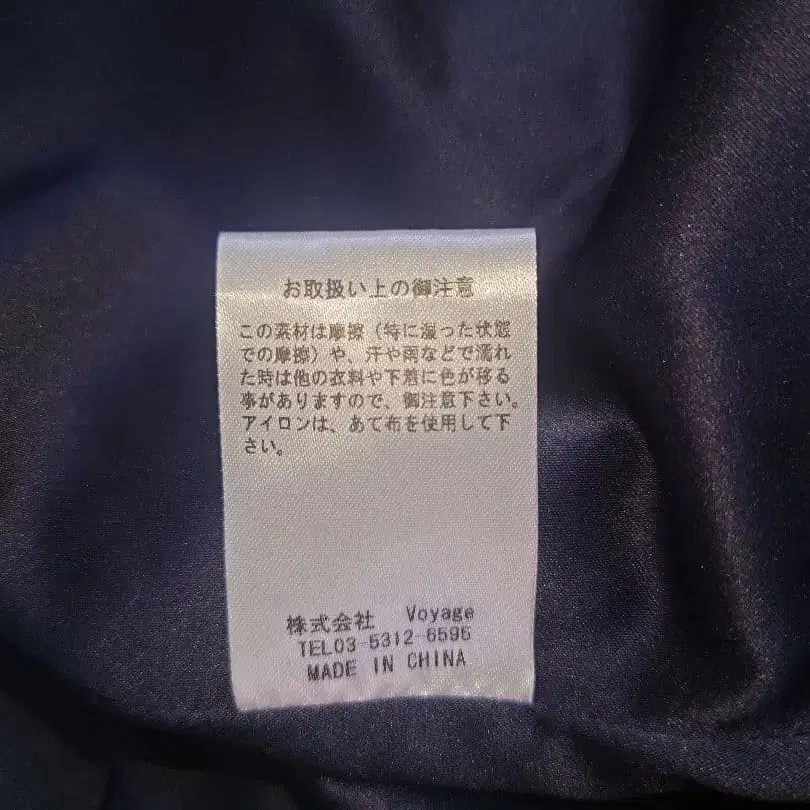 お取扱い上の御注意
この素材は摩擦（特に湿った状態
での摩擦）や、汗や雨などで濡れ
た時は他の衣料や下着に色が移る
事がありますので、御注意下さい。
アイロンは、あて布を使用して下
さい。
株式会社 Voyage
TEL03-5312-6595
MADE IN CHINA